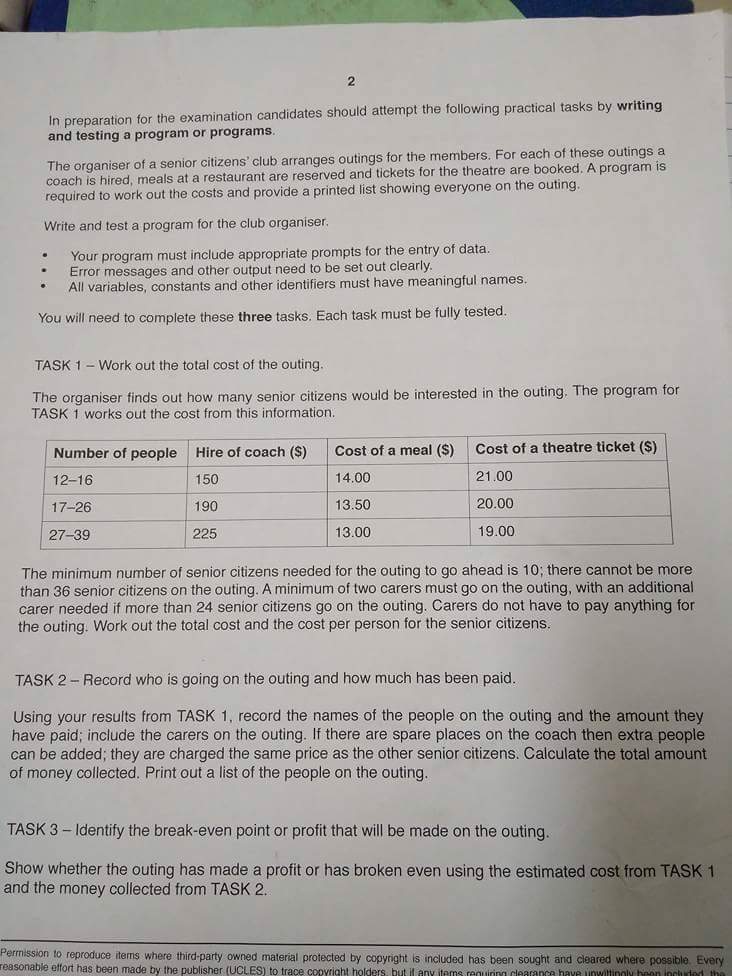 2
In preparation for the examination candidates should attempt the following practical tasks by writing
and testing a program or programs.
The organiser of a senior citizens' club arranges outings for the members. For each of these outings a
coach is hired, meals at a restaurant are reserved and tickets for the theatre are booked. A program is
required to work out the costs and provide a printed list showing everyone on the outing.
Write and test a program for the club organiser.
• Your program must include appropriate prompts for the entry of data.
• Error messages and other output need to be set out clearly.
• All variables, constants and other identifiers must have meaningful names.
You will need to complete these three tasks. Each task must be fully tested.
TASK 1 – Work out the total cost of the outing.
The organiser finds out how many senior citizens would be interested in the outing. The program for
TASK 1 works out the cost from this information.
Number of people Hire of coach ($) Cost of a meal ($) Cost of a theatre ticket ($)
12–16 150 14.00 21.00
17–26 190 13.50 20.00
27–39 225 13.00 19.00
The minimum number of senior citizens needed for the outing to go ahead is 10; there cannot be more
than 36 senior citizens on the outing. A minimum of two carers must go on the outing, with an additional
carer needed if more than 24 senior citizens go on the outing. Carers do not have to pay anything for
the outing. Work out the total cost and the cost per person for the senior citizens.
TASK 2 – Record who is going on the outing and how much has been paid.
Using your results from TASK 1, record the names of the people on the outing and the amount they
have paid; include the carers on the outing. If there are spare places on the coach then extra people
can be added; they are charged the same price as the other senior citizens. Calculate the total amount
of money collected. Print out a list of the people on the outing.
TASK 3 – Identify the break-even point or profit that will be made on the outing.
Show whether the outing has made a profit or has broken even using the estimated cost from TASK 1
and the money collected from TASK 2.
Permission to reproduce items where third-party owned material protected by copyright is included has been sought and cleared where possible. Every
reasonable effort has been made by the publisher (UCLES) to trace copyright holders, but if any items requiring clearance have unwittingly been included, the